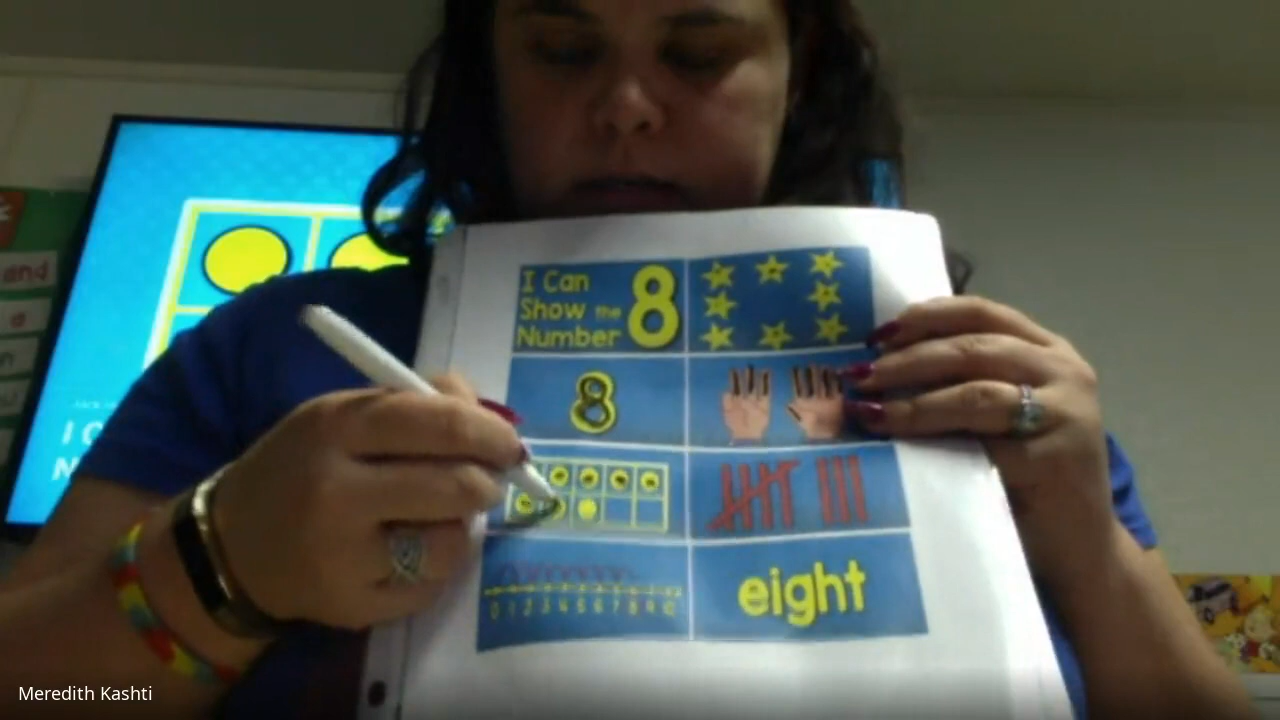 and
I Can
Show the
Number
8
8
0 1 2 3 4 5 6 7 8 9 10
eight
Meredith Kashti